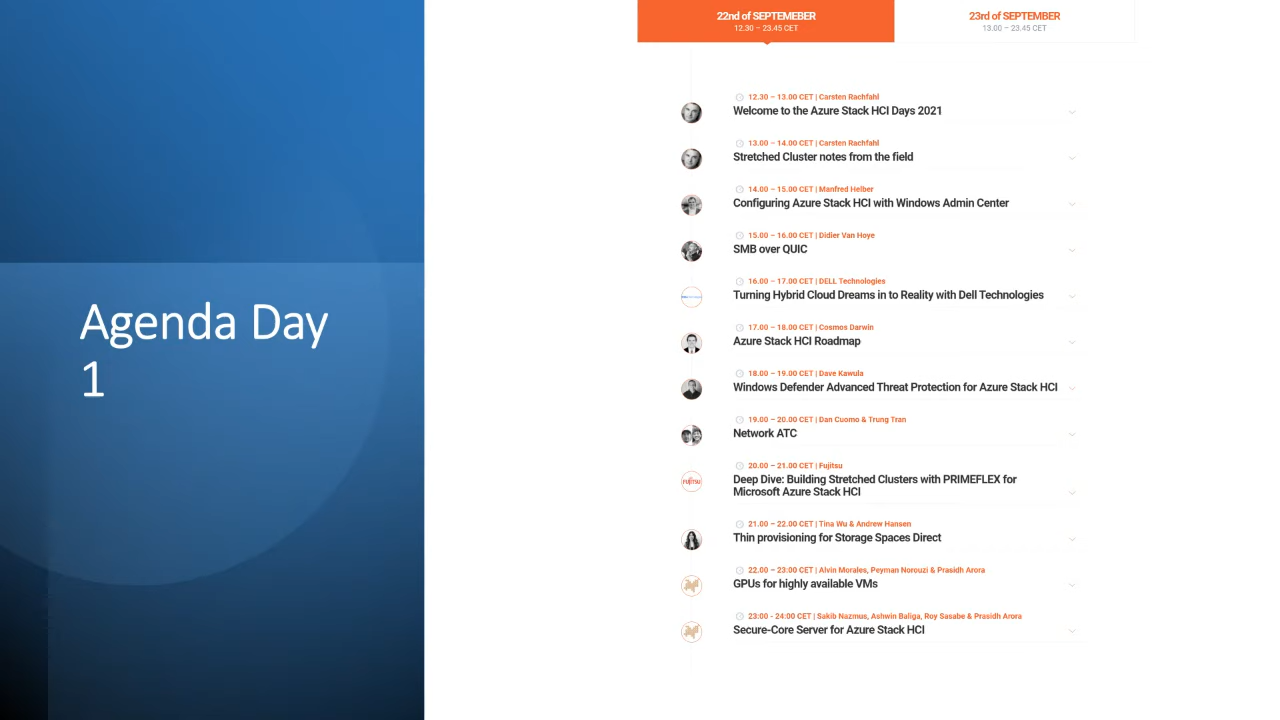 Agenda Day
1
22nd of SEPTEMEBER
12.30 – 23.45 CET
23rd of SEPTEMBER
13.00 – 23.45 CET
12.30 – 13.00 CET | Carsten Rachfahl
Welcome to the Azure Stack HCI Days 2021
13.00 – 14.00 CET | Carsten Rachfahl
Stretched Cluster notes from the field
14.00 – 15.00 CET | Manfred Helber
Configuring Azure Stack HCI with Windows Admin Center
15.00 – 16.00 CET | Didier Van Hoye
SMB over QUIC
16.00 – 17.00 CET | DELL Technologies
Turning Hybrid Cloud Dreams in to Reality with Dell Technologies
17.00 – 18.00 CET | Cosmos Darwin
Azure Stack HCI Roadmap
18.00 – 19.00 CET | Dave Kawula
Windows Defender Advanced Threat Protection for Azure Stack HCI
19.00 – 20.00 CET | Dan Cuomo & Trung Tran
Network ATC
20.00 – 21.00 CET | Fujitsu
FUJITSU
Deep Dive: Building Stretched Clusters with PRIMEFLEX for
Microsoft Azure Stack HCI
21.00 – 22.00 CET | Tina Wu & Andrew Hansen
Thin provisioning for Storage Spaces Direct
22.00 – 23:00 CET | Alvin Morales, Peyman Norouzi & Prasidh Arora
GPUs for highly available VMs
23:00 - 24:00 CET | Sakib Nazmus, Ashwin Baliga, Roy Sasabe & Prasidh Arora
Secure-Core Server for Azure Stack HCI